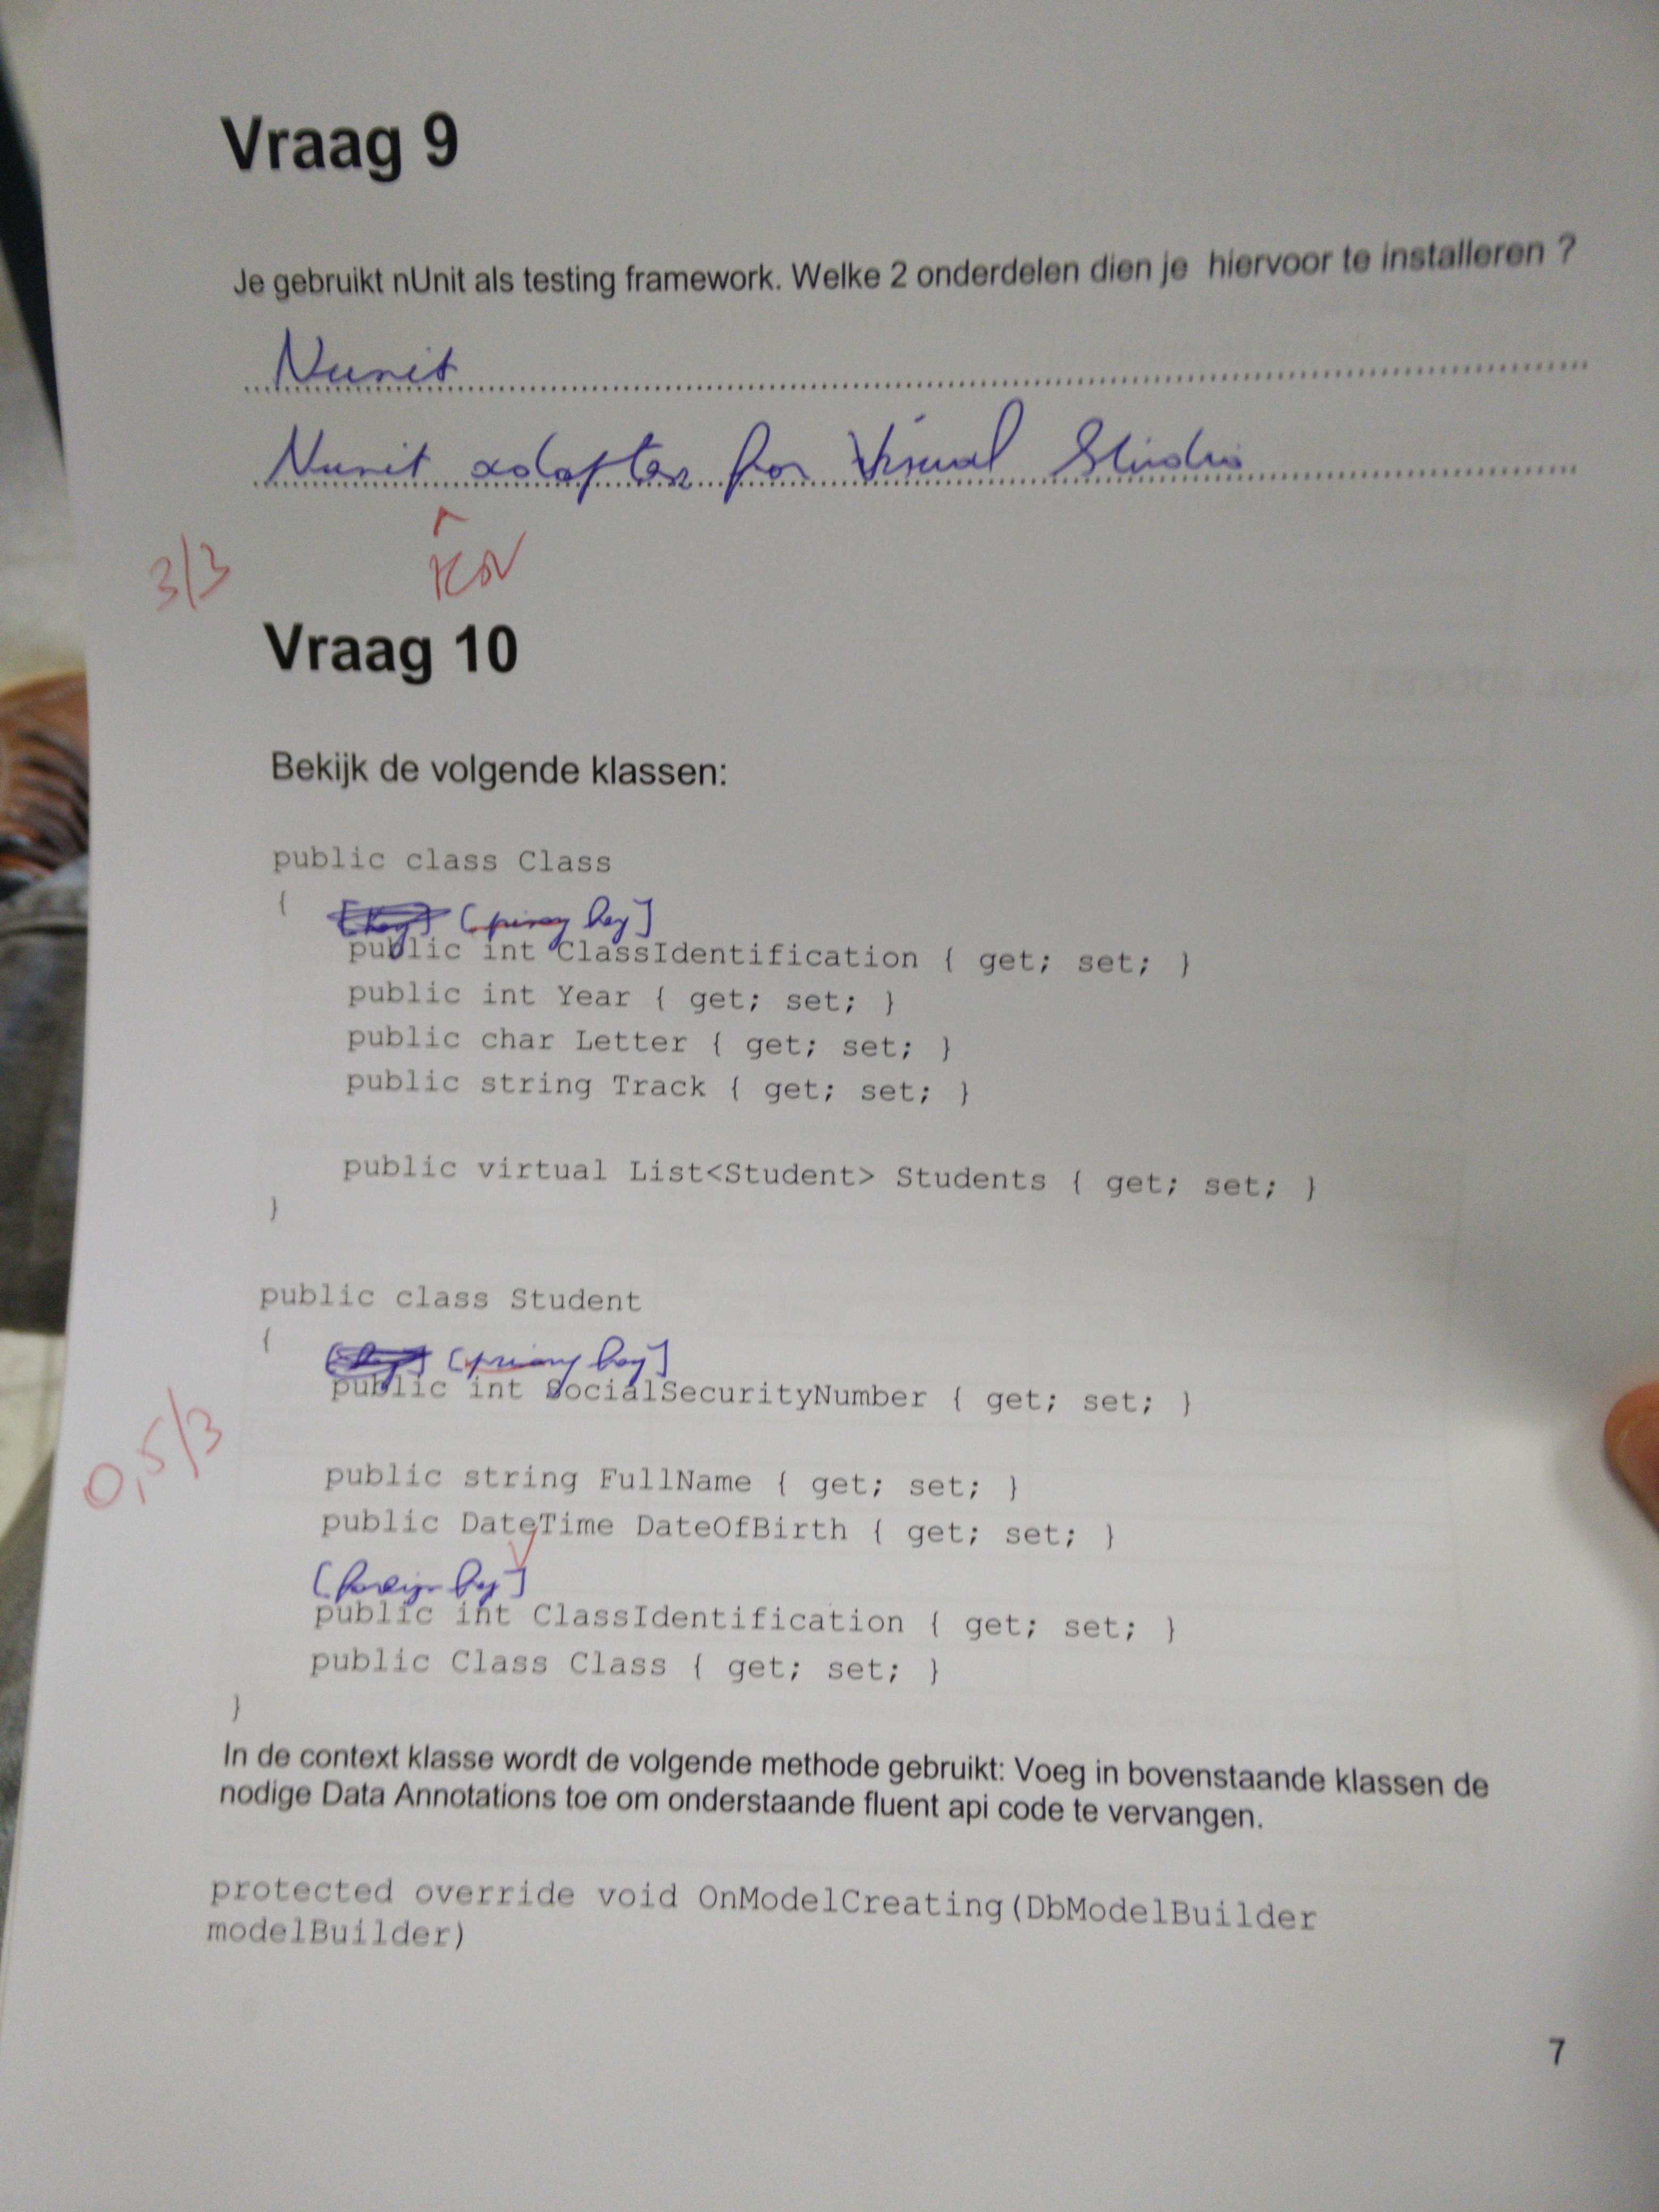 Vraag 9
Je gebruikt nUnit als testing framework. Welke 2 onderdelen dien je hiervoor te installeren ?
Nunit
Nunit adapter for Visual Studio
3/3
Vraag 10
Bekijk de volgende klassen:
public class Class
{
[Key] [primary key]
public int ClassIdentification { get; set; }
public int Year { get; set; }
public char Letter { get; set; }
public string Track { get; set; }
public virtual List<Student> Students { get; set; }
}
public class Student
{
[Key] [primary key]
public int SocialSecurityNumber { get; set; }
0,5/3
public string FullName { get; set; }
public DateTime DateOfBirth { get; set; }
[foreign key]
public int ClassIdentification { get; set; }
public Class Class { get; set; }
}
In de context klasse wordt de volgende methode gebruikt: Voeg in bovenstaande klassen de
nodige Data Annotations toe om onderstaande fluent api code te vervangen.
protected override void OnModelCreating(DbModelBuilder
modelBuilder)
7